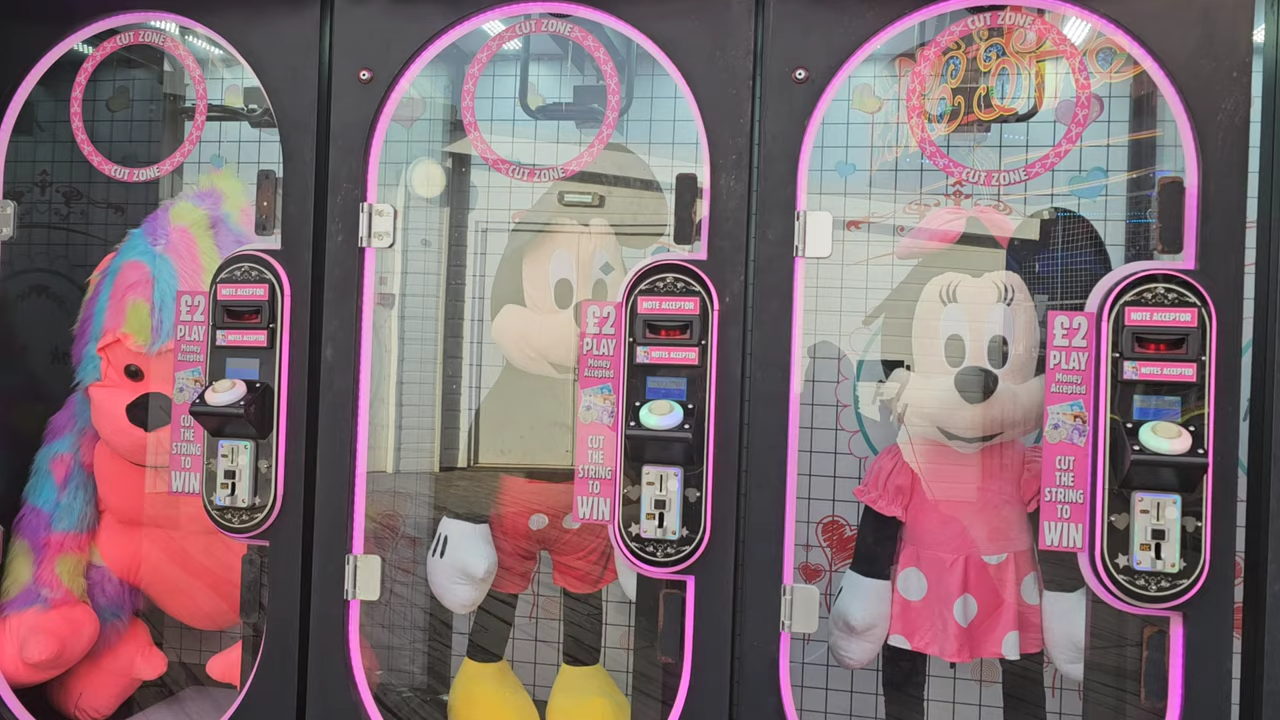 CUT ZONE
CUT ZONE
NOTE ACCEPTOR
NOTES ACCEPTED
£2
PLAY
Money
Accepted
CUT
THE
STRING
TO
WIN
CUT ZONE
CUT ZONE
NOTE ACCEPTOR
NOTES ACCEPTED
£2
PLAY
Money
Accepted
CUT
THE
STRING
TO
WIN
CUT ZONE
CUT ZONE
NOTE ACCEPTOR
NOTES ACCEPTED
£2
PLAY
Money
Accepted
CUT
THE
STRING
TO
WIN